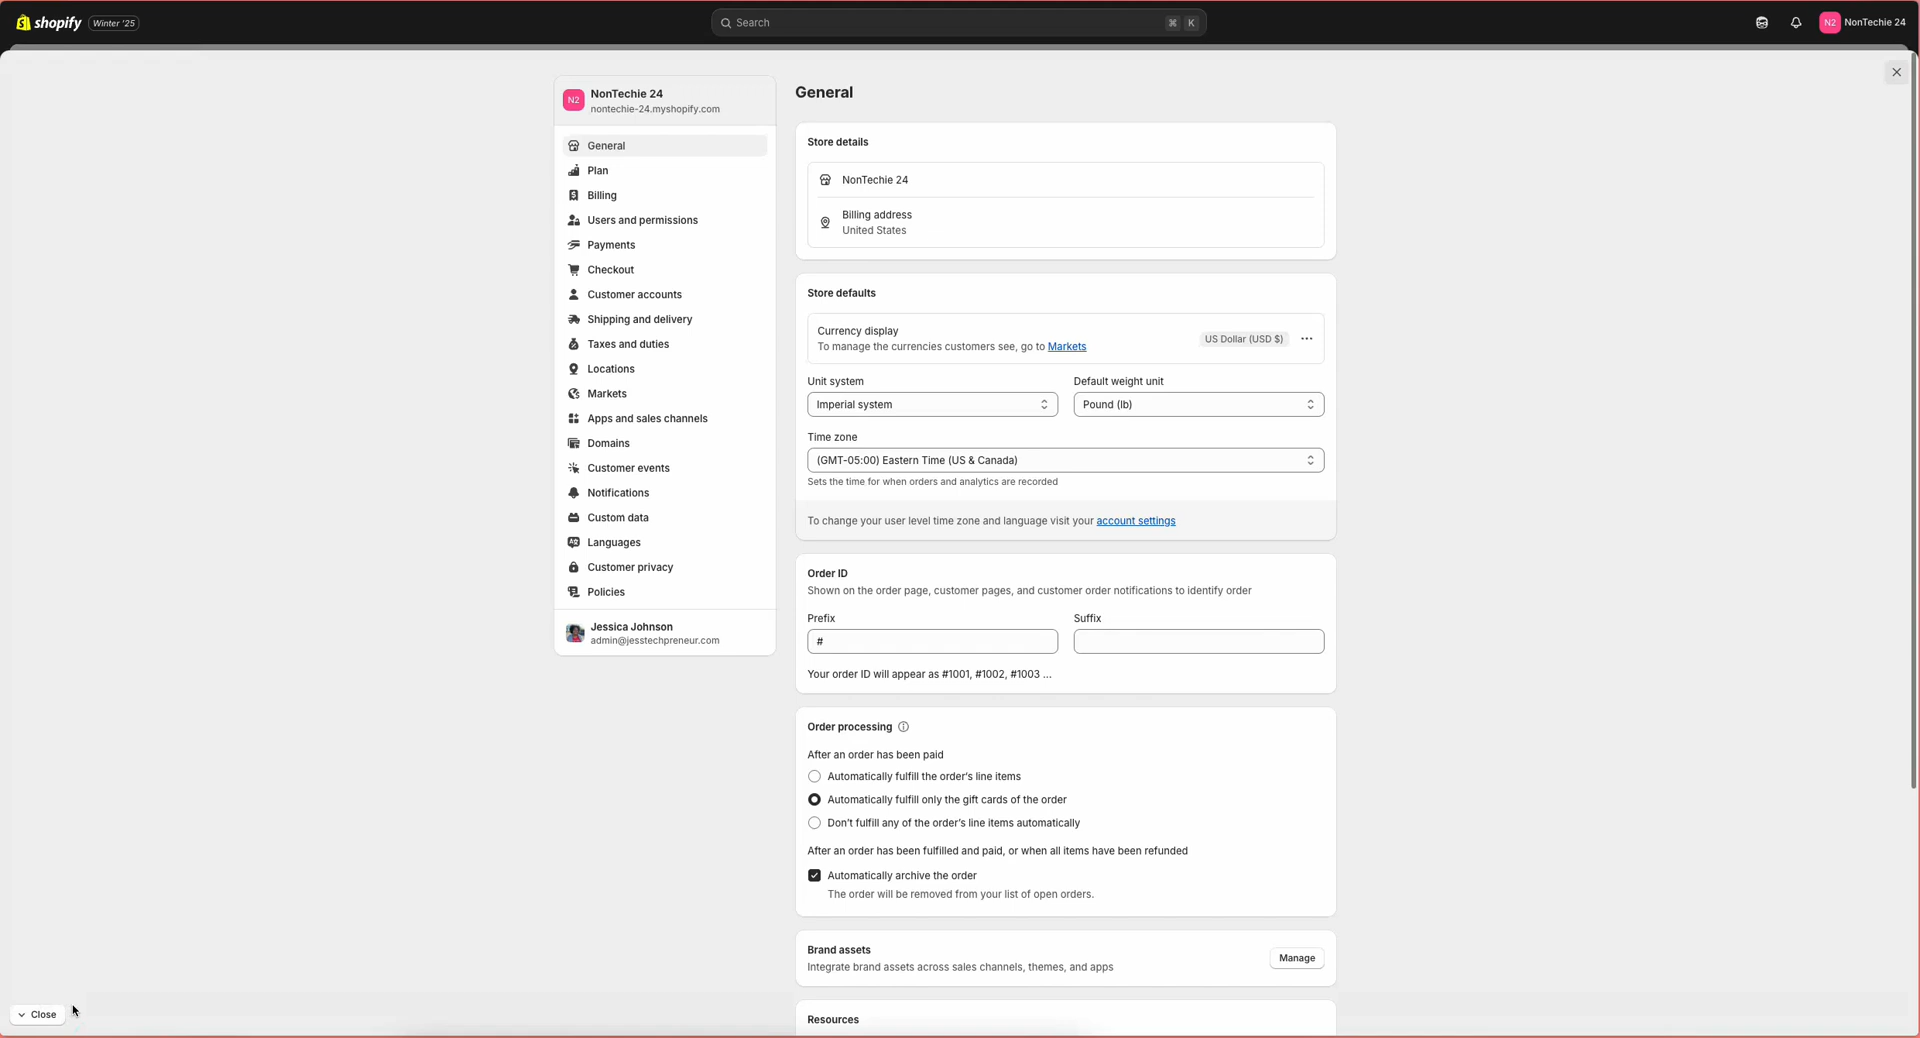 shopify
Winter '25
Search
⌘ K
N2
NonTechie 24
N2
NonTechie 24
nontechie-24.myshopify.com
General
Plan
Billing
Users and permissions
Payments
Checkout
Customer accounts
Shipping and delivery
Taxes and duties
Locations
Markets
Apps and sales channels
Domains
Customer events
Notifications
Custom data
Languages
Customer privacy
Policies
Jessica Johnson
admin@jesstechpreneur.com
General
Store details
NonTechie 24
Billing address
United States
Store defaults
Currency display
To manage the currencies customers see, go to Markets
US Dollar (USD $)
Unit system
Imperial system
Default weight unit
Pound (lb)
Time zone
(GMT-05:00) Eastern Time (US & Canada)
Sets the time for when orders and analytics are recorded
To change your user level time zone and language visit your account settings
Order ID
Shown on the order page, customer pages, and customer order notifications to identify order
Prefix
#
Suffix
Your order ID will appear as #1001, #1002, #1003 ...
Order processing
After an order has been paid
Automatically fulfill the order's line items
Automatically fulfill only the gift cards of the order
Don't fulfill any of the order's line items automatically
After an order has been fulfilled and paid, or when all items have been refunded
Automatically archive the order
The order will be removed from your list of open orders.
Brand assets
Integrate brand assets across sales channels, themes, and apps
Manage
Resources
Close